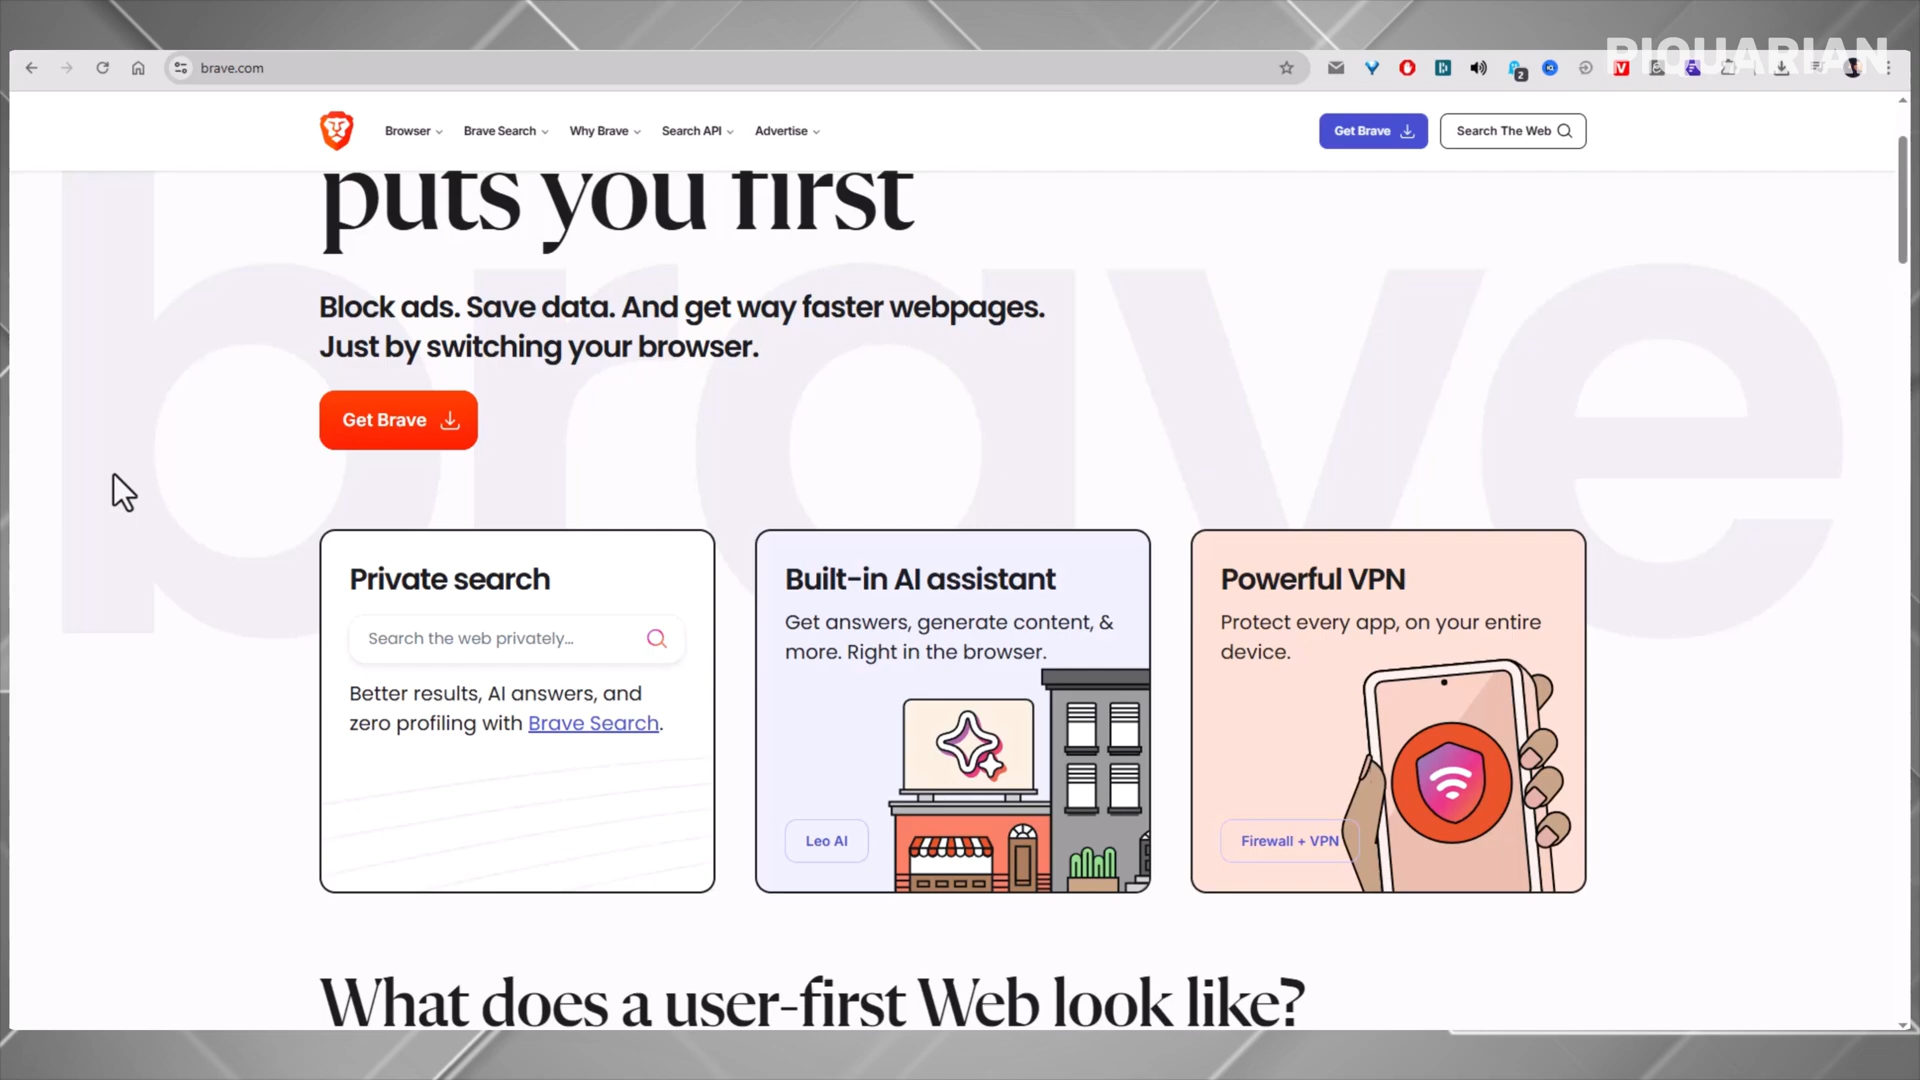 PIQUARIAN
brave.com
2
Browser
Brave Search
Why Brave
Search API
Advertise
Get Brave
Search The Web
puts you first
brave
Block ads. Save data. And get way faster webpages.
Just by switching your browser.
Get Brave
Private search
Search the web privately...
Better results, AI answers, and
zero profiling with Brave Search.
Built-in AI assistant
Get answers, generate content, &
more. Right in the browser.
Leo AI
Powerful VPN
Protect every app, on your entire
device.
Firewall + VPN
What does a user-first Web look like?